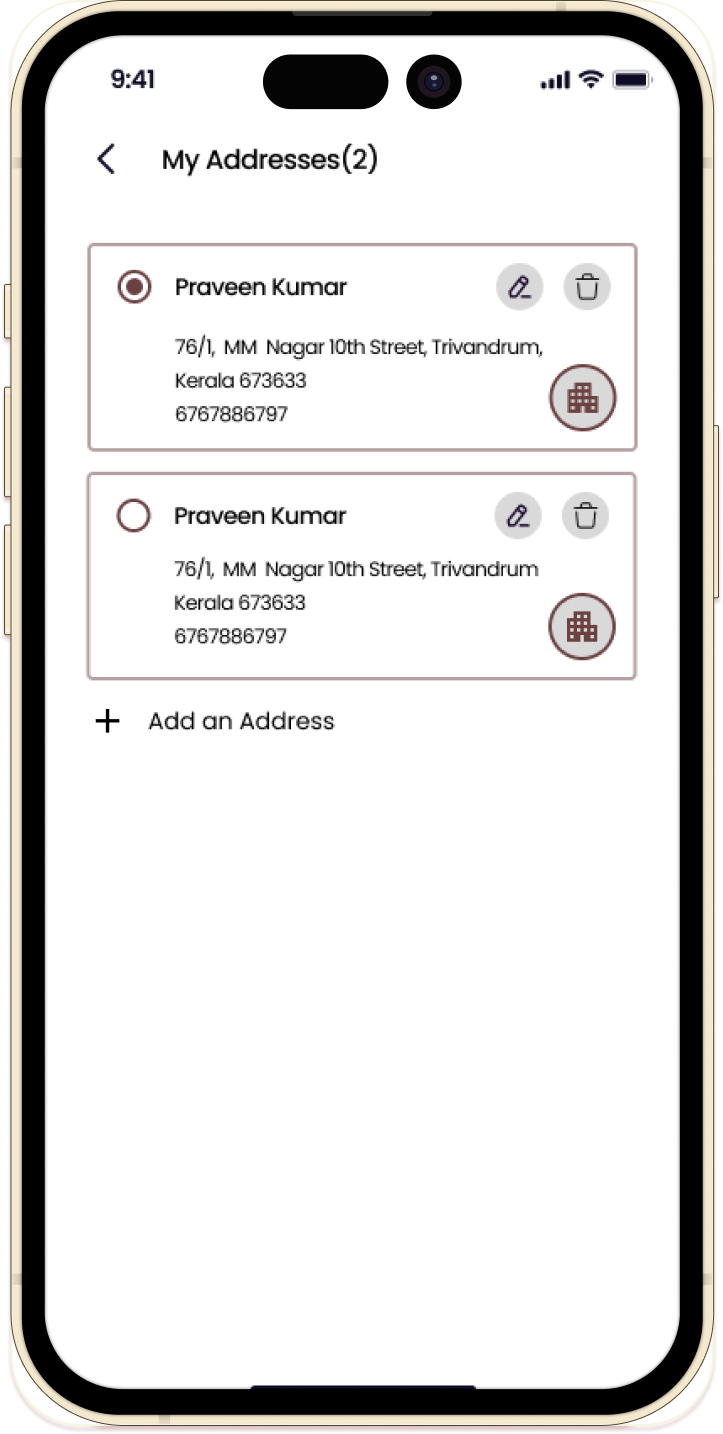 9:41
My Addresses(2)
Praveen Kumar
76/1, MM Nagar 10th Street, Trivandrum,
Kerala 673633
6767886797
Praveen Kumar
76/1, MM Nagar 10th Street, Trivandrum
Kerala 673633
6767886797
Add an Address